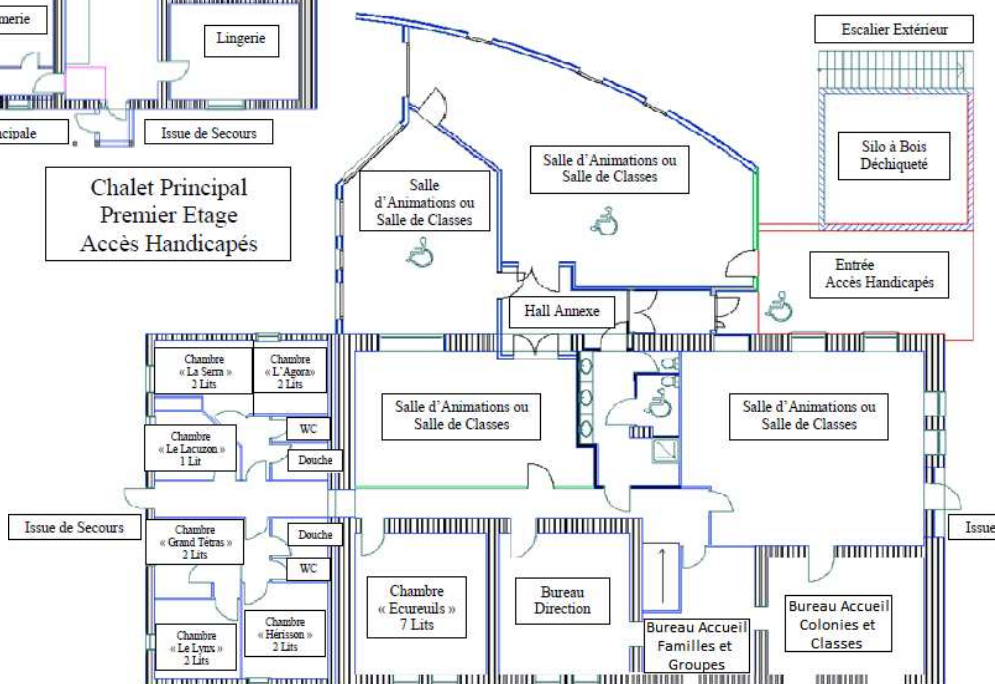 merie
Lingerie
ncipale
Issue de Secours
Escalier Extérieur
Silo à Bois
Déchiqueté
Chalet Principal
Premier Etage
Accès Handicapés
Salle
d'Animations ou
Salle de Classes
Salle d'Animations ou
Salle de Classes
Entrée
Accès Handicapés
Hall Annexe
Chambre
« La Serra »
2 Lits
Chambre
« L'Agora»
2 Lits
WC
Chambre
« Le Lacuzon»
1 Lit
Douche
Salle d'Animations ou
Salle de Classes
Salle d'Animations ou
Salle de Classes
Issue de Secours
Chambre
« Grand Tétras »
2 Lits
Douche
WC
Issue
Chambre
« Le Lynx »
2 Lits
Chambre
« Hérisson »
2 Lits
Chambre
« Ecureuils »
7 Lits
Bureau
Direction
Bureau Accueil
Familles et
Groupes
Bureau Accueil
Colonies et
Classes